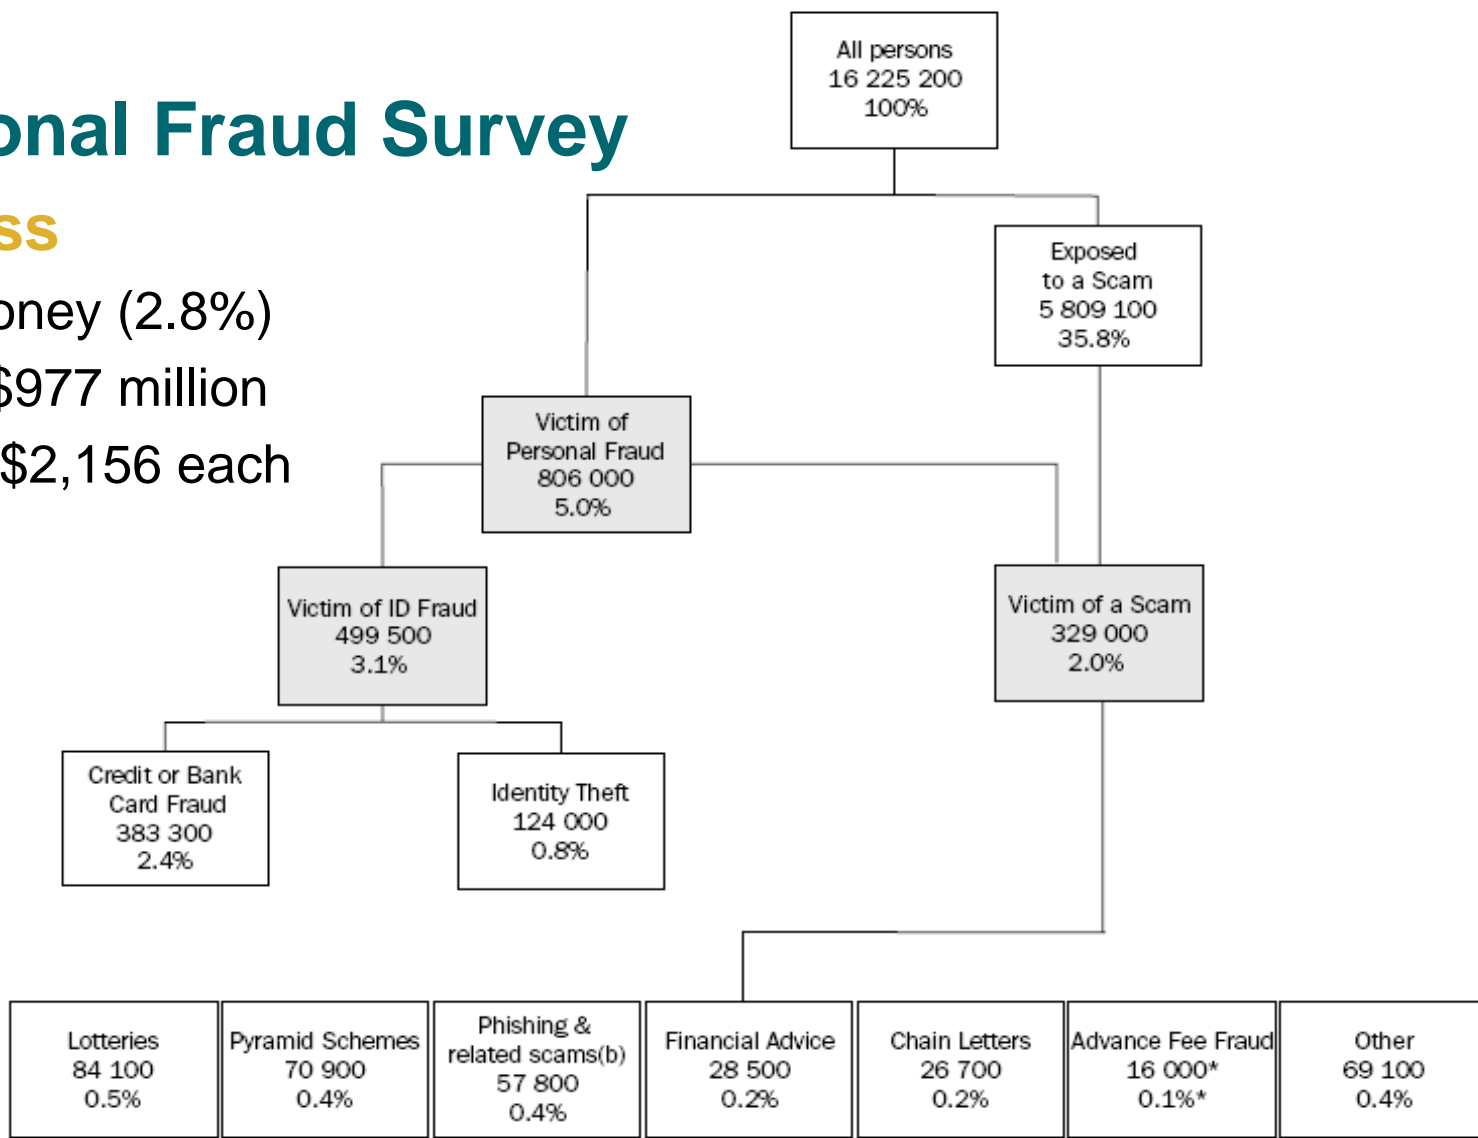 All persons
16 225 200
100%
onal Fraud Survey
ss
oney (2.8%)
$977 million
$2,156 each
Exposed
to a Scam
5 809 100
35.8%
Victim of
Personal Fraud
806 000
5.0%
Victim of ID Fraud
499 500
3.1%
Victim of a Scam
329 000
2.0%
Credit or Bank
Card Fraud
383 300
2.4%
Identity Theft
124 000
0.8%
Lotteries
84 100
0.5%
Pyramid Schemes
70 900
0.4%
Phishing &
related scams(b)
57 800
0.4%
Financial Advice
28 500
0.2%
Chain Letters
26 700
0.2%
Advance Fee Fraud
16 000*
0.1%*
Other
69 100
0.4%